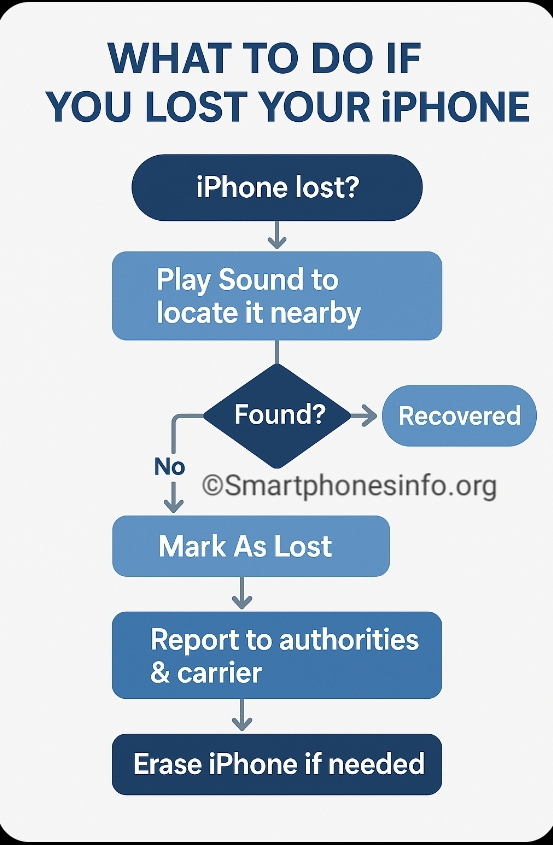 WHAT TO DO IF
YOU LOST YOUR iPHONE
iPhone lost?
Play Sound to
locate it nearby
Found?
Recovered
No
©Smartphonesinfo.org
Mark As Lost
Report to authorities
& carrier
Erase iPhone if needed